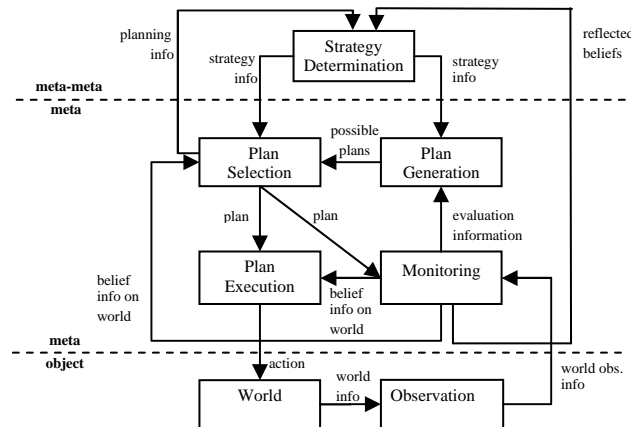 planning
info
strategy
info
Strategy
Determination
strategy
info
reflected
beliefs
meta-meta
meta
Plan
Selection
possible
plans
Plan
Generation
plan
plan
evaluation
information
Plan
Execution
Monitoring
belief
info on
world
belief
info on
world
meta
object
action
world obs.
info
World
world
info
Observation